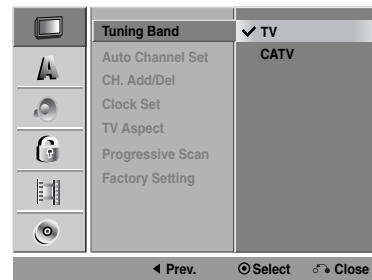 Tuning Band
Auto Channel Set
CH. Add/Del
Clock Set
TV Aspect
Progressive Scan
Factory Setting
✔ TV
CATV
◀ Prev.
Select
Close